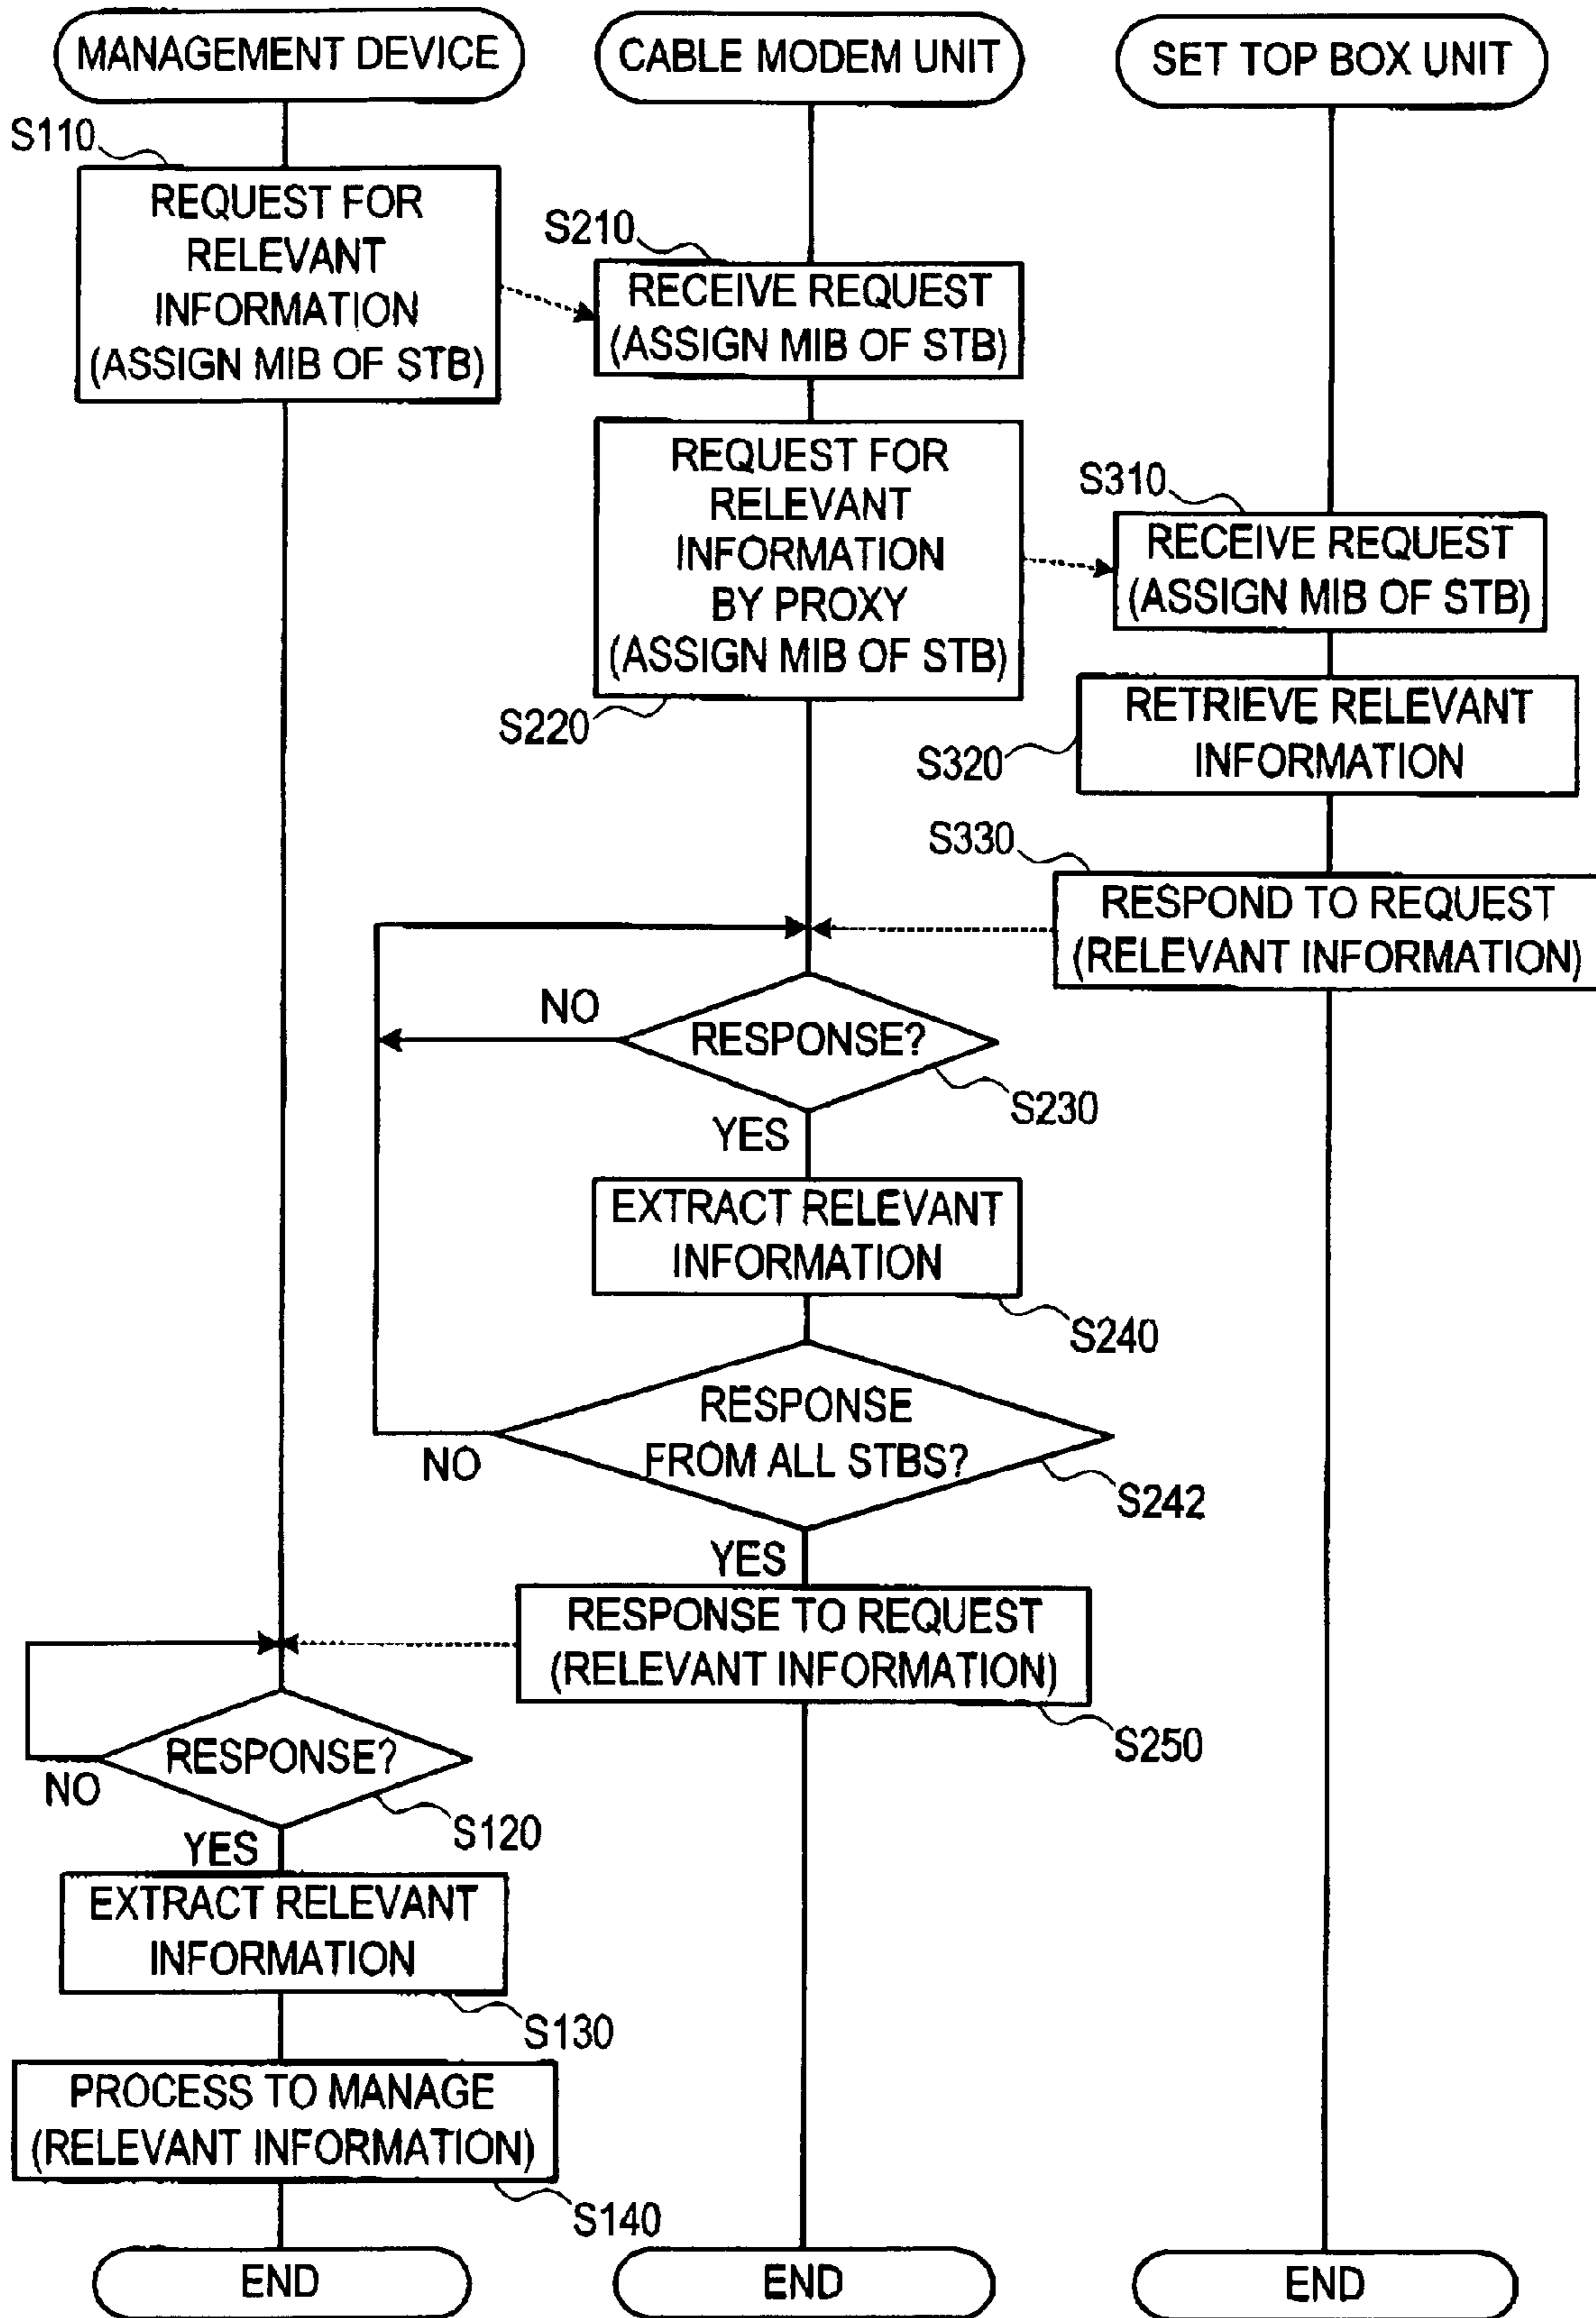 MANAGEMENT DEVICE
CABLE MODEM UNIT
SET TOP BOX UNIT
S110
REQUEST FOR
RELEVANT
INFORMATION
(ASSIGN MIB OF STB)
S210
RECEIVE REQUEST
(ASSIGN MIB OF STB)
REQUEST FOR
RELEVANT
INFORMATION
BY PROXY
(ASSIGN MIB OF STB)
S220
S310
RECEIVE REQUEST
(ASSIGN MIB OF STB)
RETRIEVE RELEVANT
INFORMATION
S320
S330
RESPOND TO REQUEST
(RELEVANT INFORMATION)
NO
RESPONSE?
S230
YES
EXTRACT RELEVANT
INFORMATION
S240
RESPONSE
FROM ALL STBS?
NO
S242
YES
RESPONSE TO REQUEST
(RELEVANT INFORMATION)
S250
RESPONSE?
NO
S120
YES
EXTRACT RELEVANT
INFORMATION
S130
PROCESS TO MANAGE
(RELEVANT INFORMATION)
S140
END
END
END